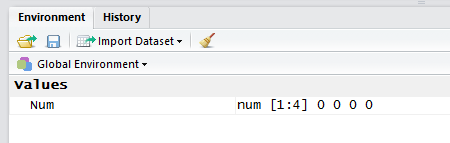 Environment History
Import Dataset
Global Environment
Values
Num num [1:4] 0 0 0 0